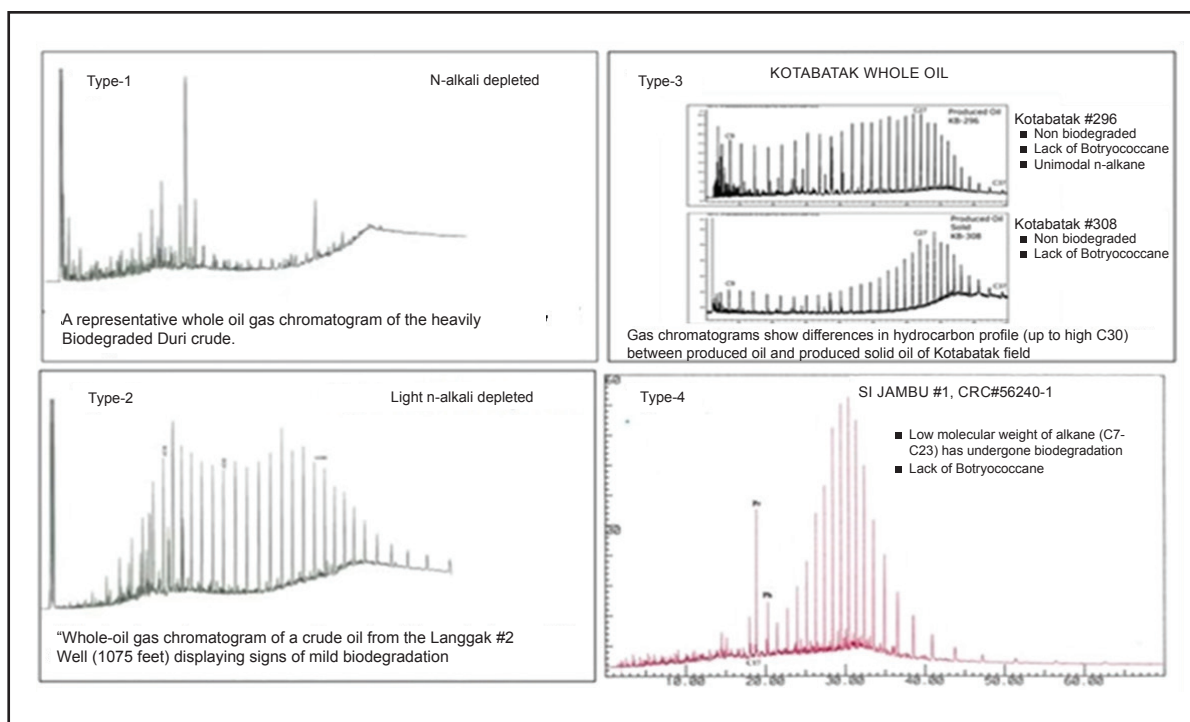 Type-1
N-alkali depleted
A representative whole oil gas chromatogram of the heavily
Biodegraded Duri crude.
Type-3
KOTABATAK WHOLE OIL
Produced Oil
KB-296
C9
C27
C37
Kotabatak #296
■ Non biodegraded
■ Lack of Botryococcane
■ Unimodal n-alkane
Produced Oil
Solid
KB-308
C9
C27
C37
Kotabatak #308
■ Non biodegraded
■ Lack of Botryococcane
Gas chromatograms show differences in hydrocarbon profile (up to high C30)
between produced oil and produced solid oil of Kotabatak field
Type-2
Light n-alkali depleted
“Whole-oil gas chromatogram of a crude oil from the Langgak #2
Well (1075 feet) displaying signs of mild biodegradation
Type-4
SI JAMBU #1, CRC#56240-1
■ Low molecular weight of alkane (C7-
C23) has undergone biodegradation
■ Lack of Botryococcane
Pr
Ph
10.00 20.00 30.00 40.00 50.00 60.00